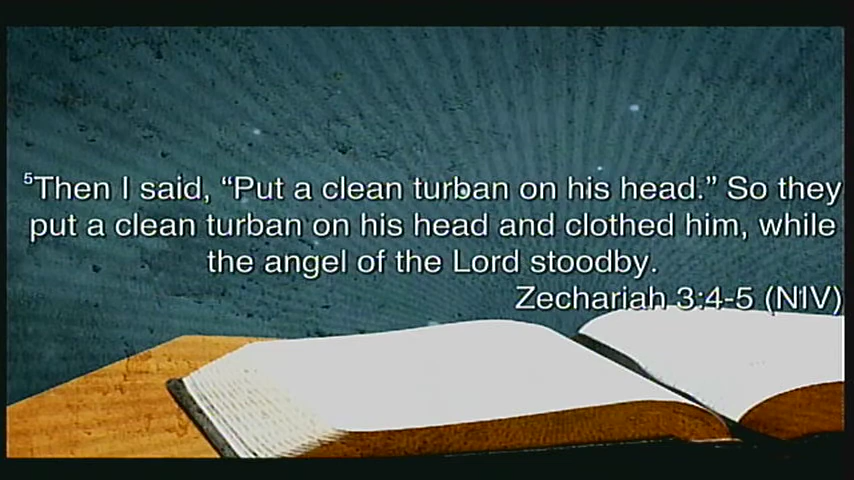 ⁵Then I said, “Put a clean turban on his head.” So they
put a clean turban on his head and clothed him, while
the angel of the Lord stoodby.
Zechariah 3:4-5 (NIV)